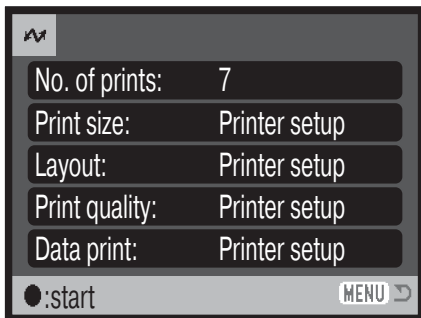 No. of prints: 7
Print size: Printer setup
Layout: Printer setup
Print quality: Printer setup
Data print: Printer setup
●:start MENU